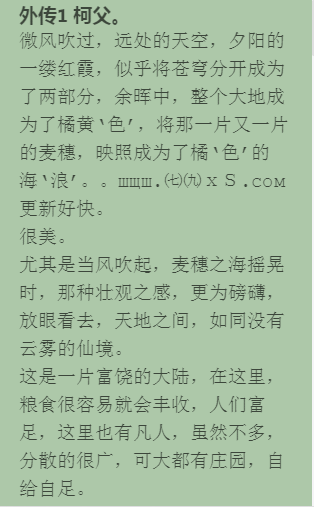 外传1 柯父。
微风吹过，远处的天空，夕阳的
一缕红霞，似乎将苍穹分开成为
了两部分，余晖中，整个大地成
为了橘黄‘色’，将那一片又一片
的麦穗，映照成为了橘‘色’的
海‘浪’。。шщш.㈦㈨ｘＳ.сом
更新好快。
很美。
尤其是当风吹起，麦穗之海摇晃
时，那种壮观之感，更为磅礴，
放眼看去，天地之间，如同没有
云雾的仙境。
这是一片富饶的大陆，在这里，
粮食很容易就会丰收，人们富
足，这里也有凡人，虽然不多，
分散的很广，可大都有庄园，自
给自足。